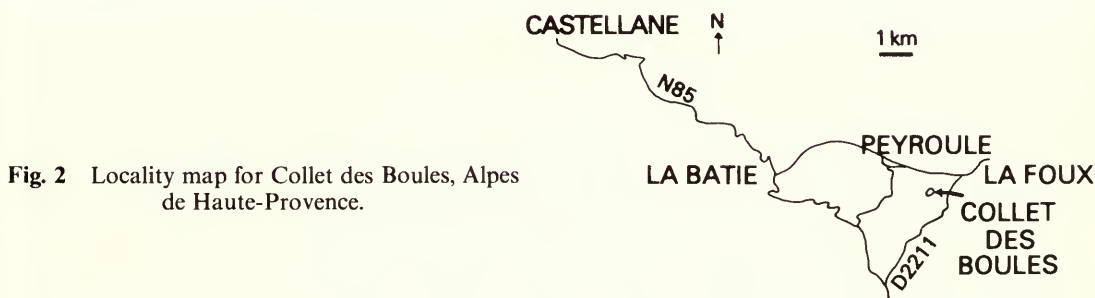 Fig. 2 Locality map for Collet des Boules, Alpes
de Haute-Provence.
CASTELLANE
N
1 km
N85
PEYROULE
LA BATIE
LA FOUX
COLLET
DES
BOULES
D2211